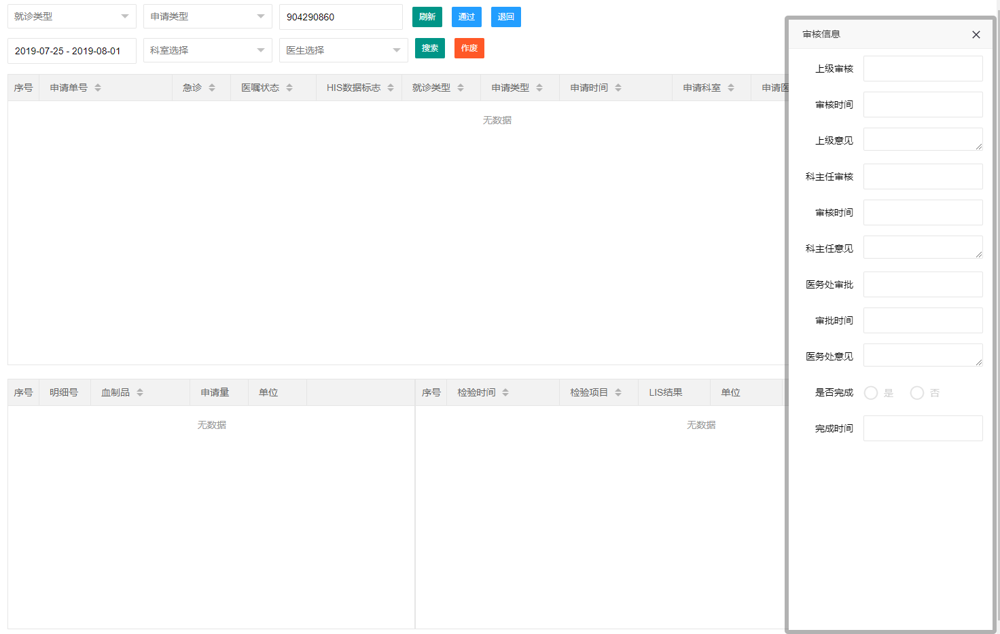 就诊类型 申请类型 904290860 刷新 通过 退回
2019-07-25 - 2019-08-01 科室选择 医生选择 搜索 作废
序号 申请单号 急诊 医嘱状态 HIS数据标志 就诊类型 申请类型 申请时间 申请科室 申请医
无数据
序号 明细号 血制品 申请量 单位
无数据
序号 检验时间 检验项目 LIS结果 单位
无数据
审核信息
上级审核
审核时间
上级意见
科主任审核
审核时间
科主任意见
医务处审批
审批时间
医务处意见
是否完成 是 否
完成时间